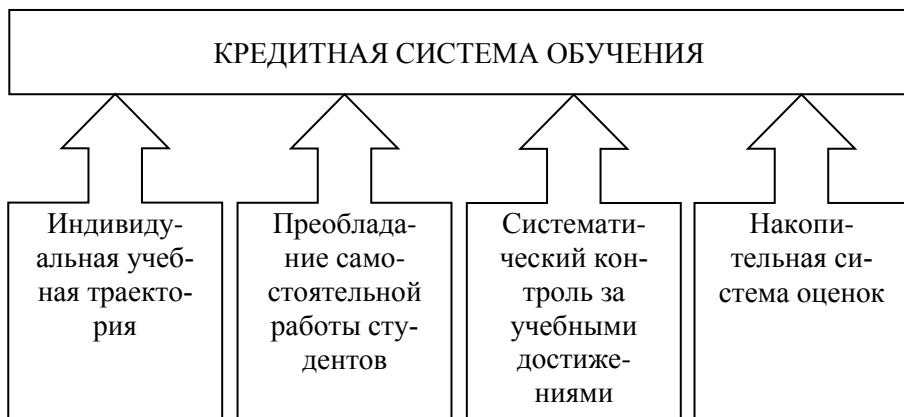 КРЕДИТНАЯ СИСТЕМА ОБУЧЕНИЯ
Индивиду-
альная учеб-
ная траекто-
рия
Преоблада-
ние само-
стоятельной
работы сту-
дентов
Системати-
ческий кон-
троль за
учебными
достиже-
ниями
Накопи-
тельная си-
стема оценок